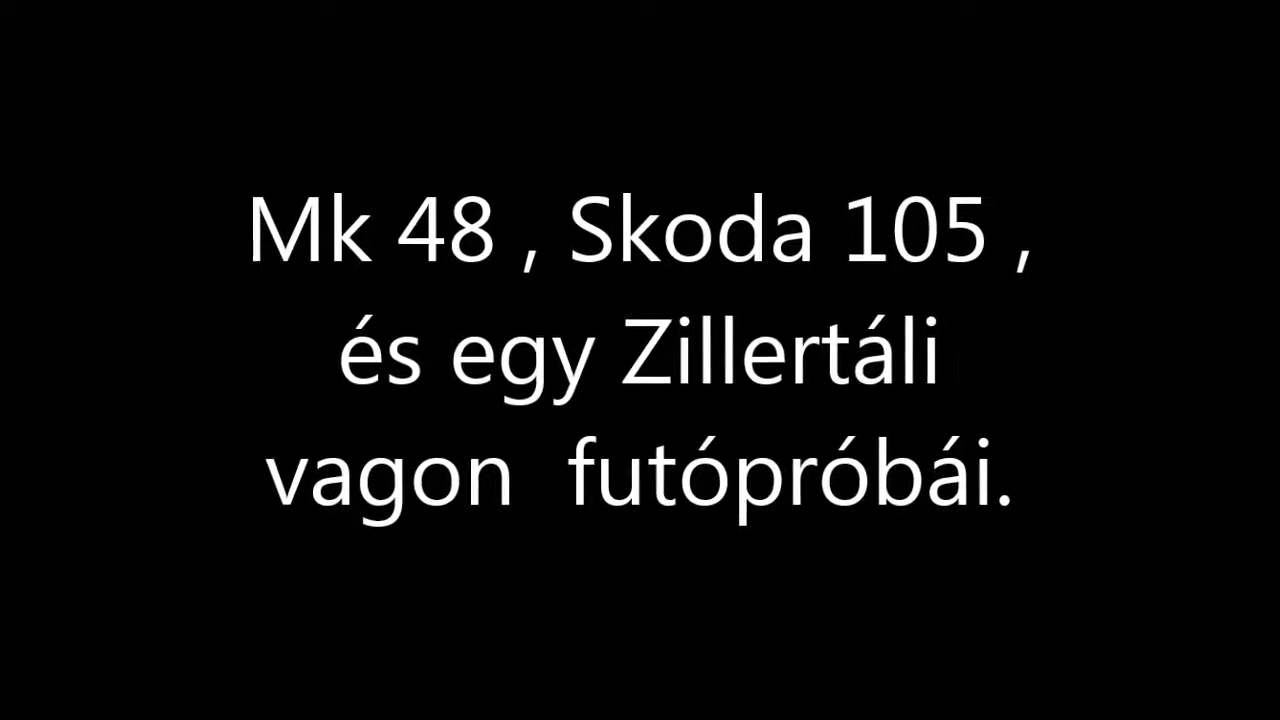 Mk 48 , Skoda 105 ,
és egy Zillertáli
vagon  futópróbái.